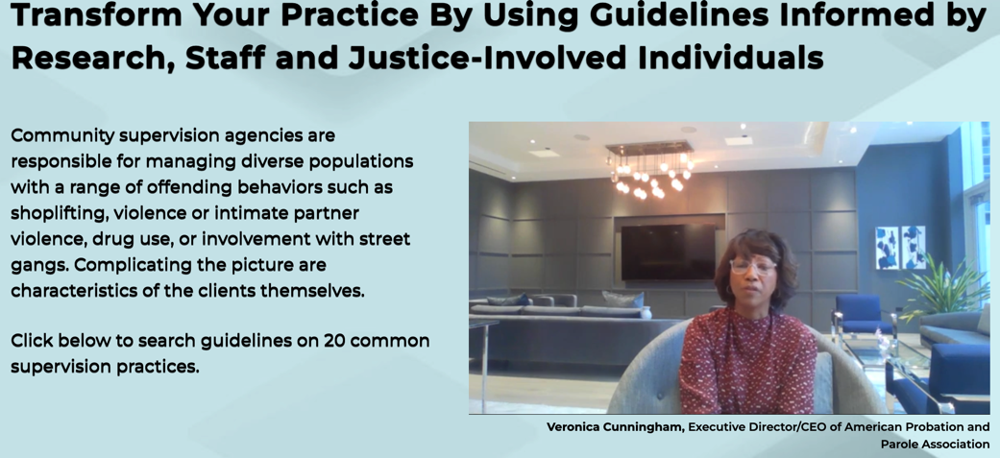 Transform Your Practice By Using Guidelines Informed by
Research, Staff and Justice-Involved Individuals
Community supervision agencies are
responsible for managing diverse populations
with a range of offending behaviors such as
shoplifting, violence or intimate partner
violence, drug use, or involvement with street
gangs. Complicating the picture are
characteristics of the clients themselves.
Click below to search guidelines on 20 common
supervision practices.
Veronica Cunningham, Executive Director/CEO of American Probation and
Parole Association